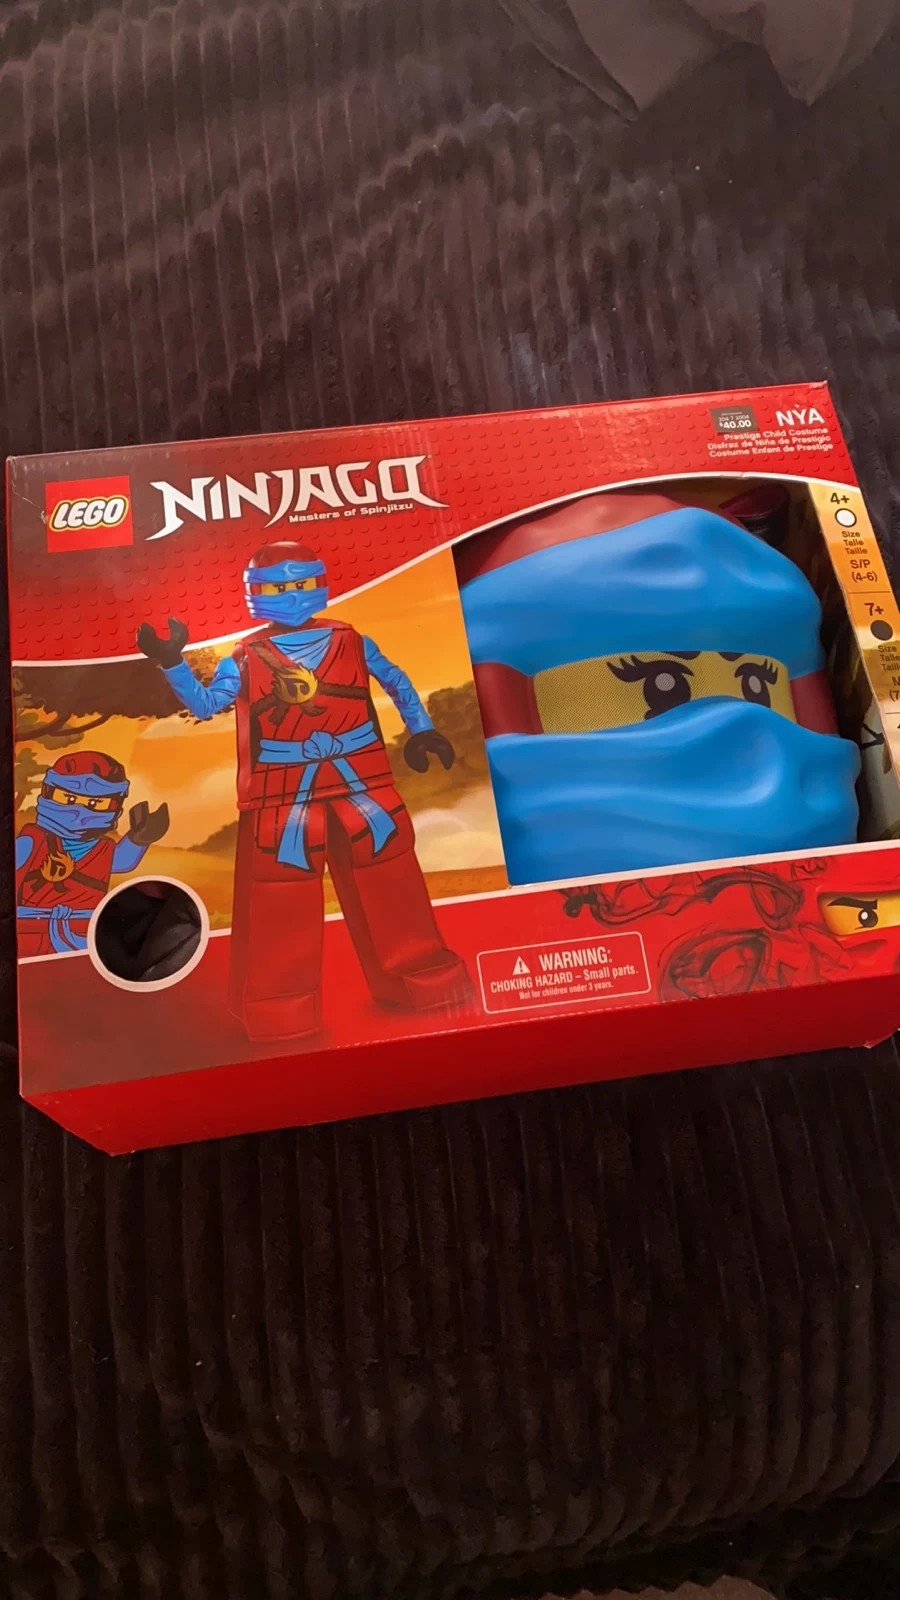 LEGO
NINJAGO
Masters of Spinjitzu
$40.00
NYA
Prestige Child Costume
Disfraz de Niña de Prestigio
Costume Enfant de Prestige
4+
Size
Talle
Taille
S/P
(4-6)
7+
Size
WARNING:
CHOKING HAZARD – Small parts.
Not for children under 3 years.